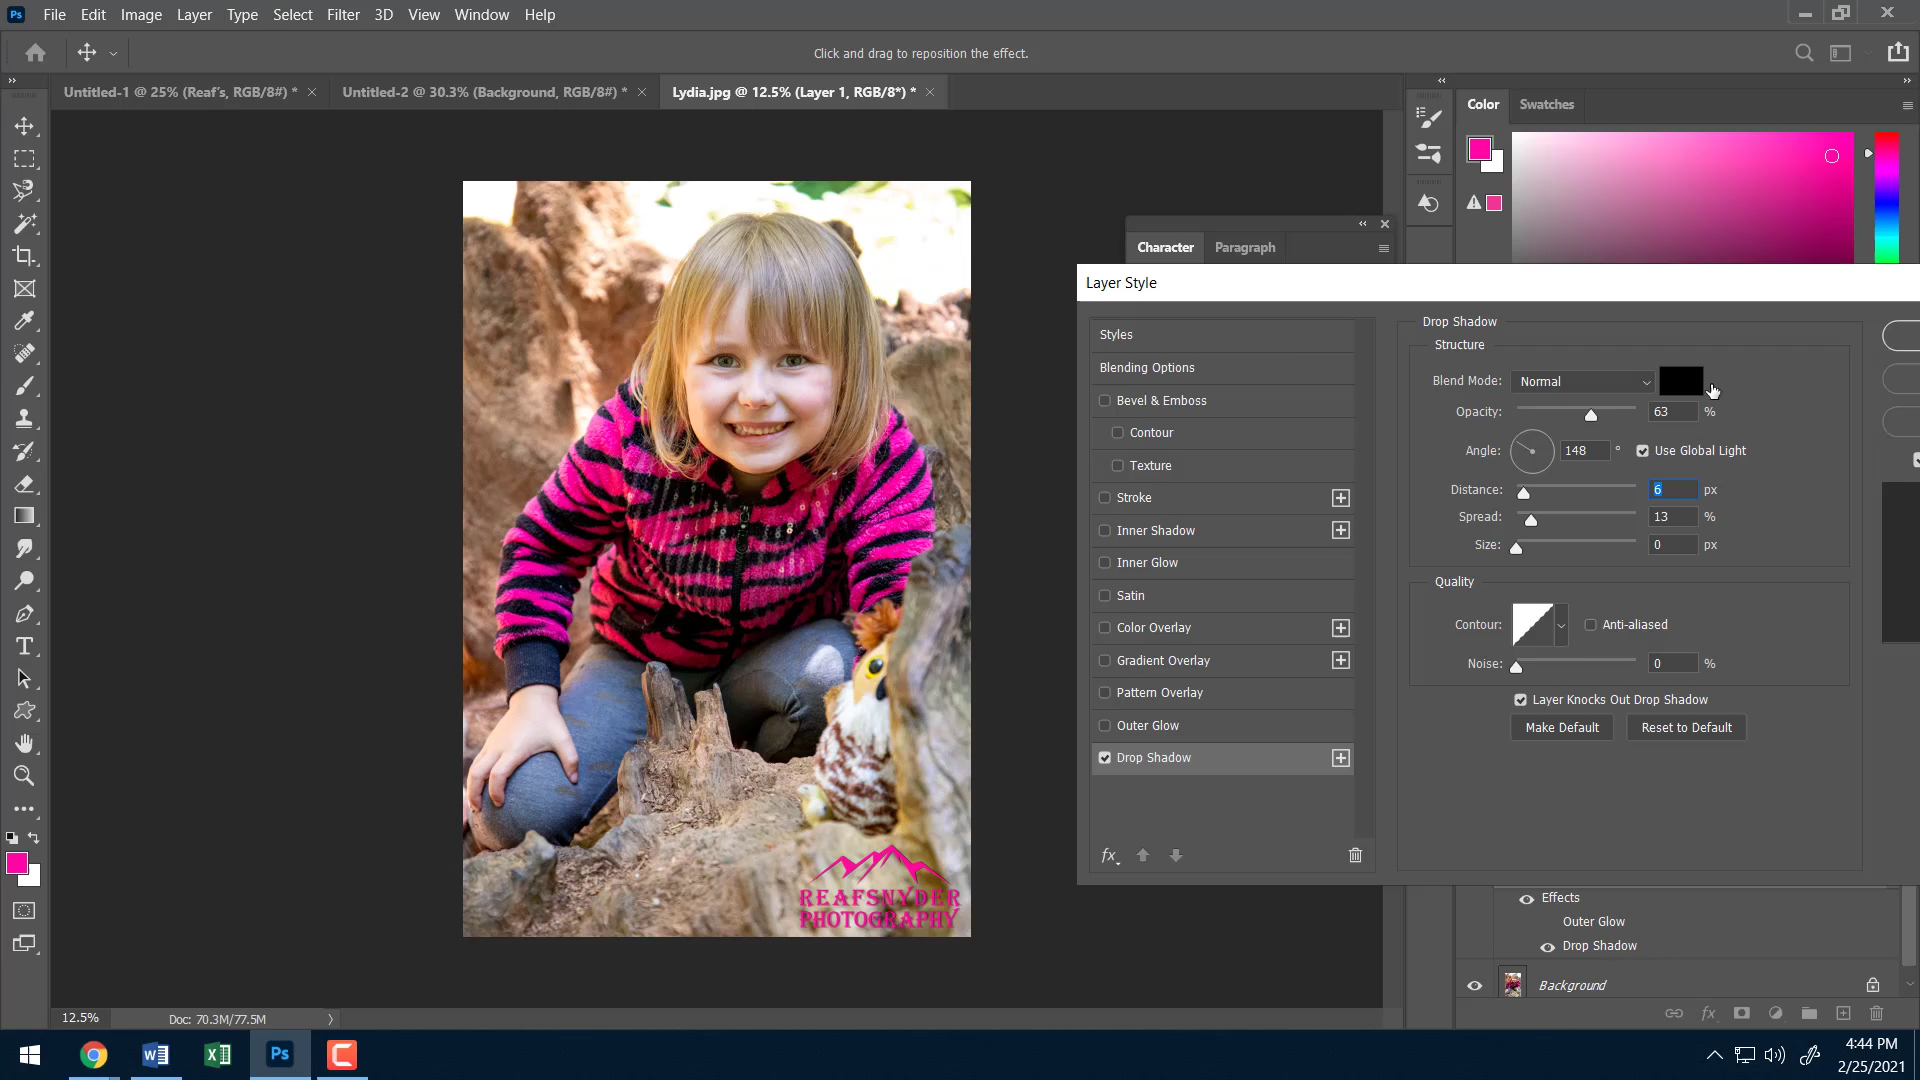 Ps File Edit Image Layer Type Select Filter 3D View Window Help
Click and drag to reposition the effect.
Untitled-1 @ 25% (Reaf's, RGB/8#) * Untitled-2 @ 30.3% (Background, RGB/8#) * Lydia.jpg @ 12.5% (Layer 1, RGB/8*) *
Color Swatches
Character Paragraph
Layer Style
Styles
Blending Options
Bevel & Emboss
Contour
Texture
Stroke
Inner Shadow
Inner Glow
Satin
Color Overlay
Gradient Overlay
Pattern Overlay
Outer Glow
Drop Shadow
fx
Drop Shadow
Structure
Blend Mode: Normal
Opacity: 63 %
Angle: 148 ° Use Global Light
Distance: 6 px
Spread: 13 %
Size: 0 px
Quality
Contour: Anti-aliased
Noise: 0 %
Layer Knocks Out Drop Shadow
Make Default Reset to Default
REAFSNYDER
PHOTOGRAPHY
Effects
Outer Glow
Drop Shadow
Background
fx
12.5% Doc: 70.3M/77.5M
Ps
4:44 PM
2/25/2021